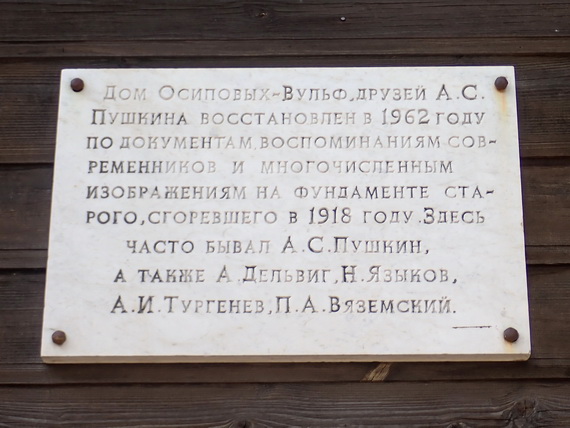 Дом Осиповых-Вульф, друзей А.С.
Пушкина восстановлен в 1962 году
по документам, воспоминаниям сов-
ременников и многочисленным
изображениям на фундаменте ста-
рого, сгоревшего в 1918 году. Здесь
часто бывал А.С. Пушкин,
а также А. Дельвиг, Н. Языков,
А.И. Тургенев, П.А. Вяземский.